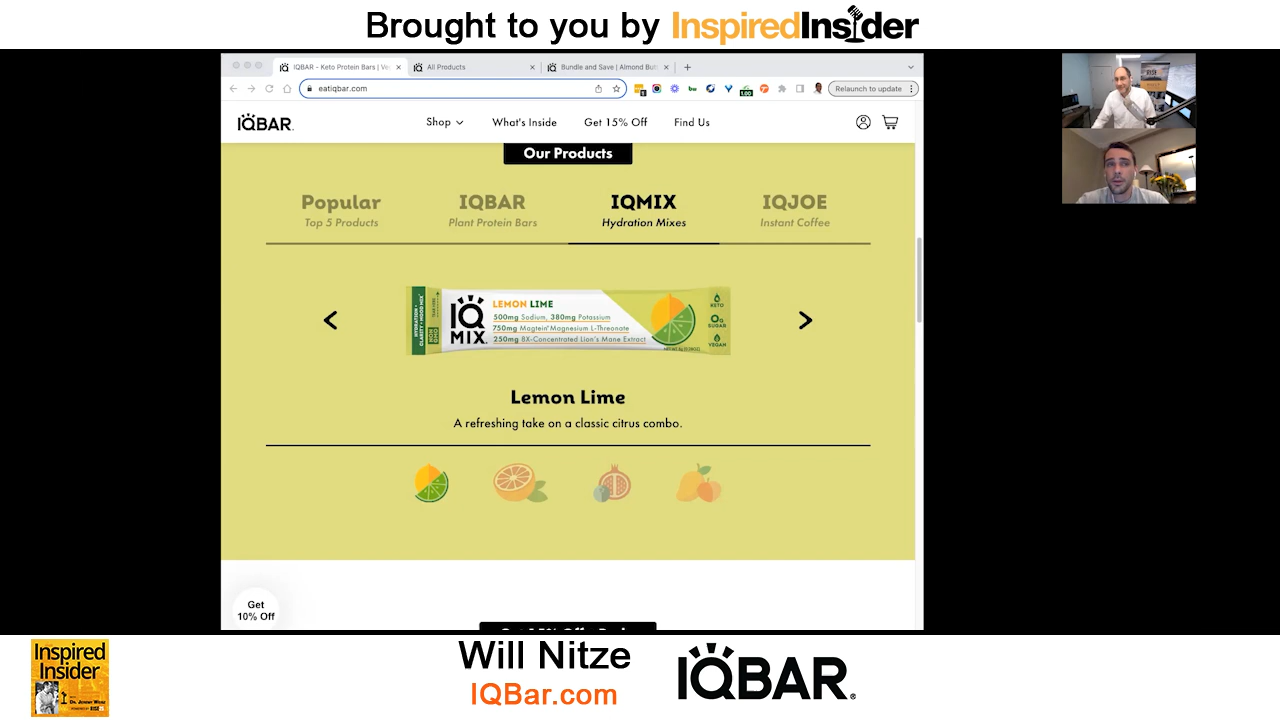 Brought to you by InspiredInsider
IQBAR - Keto Protein Bars | Ve
All Products
Bundle and Save | Almond But
eatiqbar.com
Relaunch to update
IQBAR
Shop
What's Inside
Get 15% Off
Find Us
Our Products
Popular
Top 5 Products
IQBAR
Plant Protein Bars
IQMIX
Hydration Mixes
IQJOE
Instant Coffee
IQ MIX.
LEMON LIME
500mg Sodium, 380mg Potassium
750mg Magtein® Magnesium L-Threonate
250mg 8X-Concentrated Lion's Mane Extract
KETO
0g SUGAR
VEGAN
Lemon Lime
A refreshing take on a classic citrus combo.
Get
10% Off
Inspired
Insider
Will Nitze
IQBar.com
IQBAR®